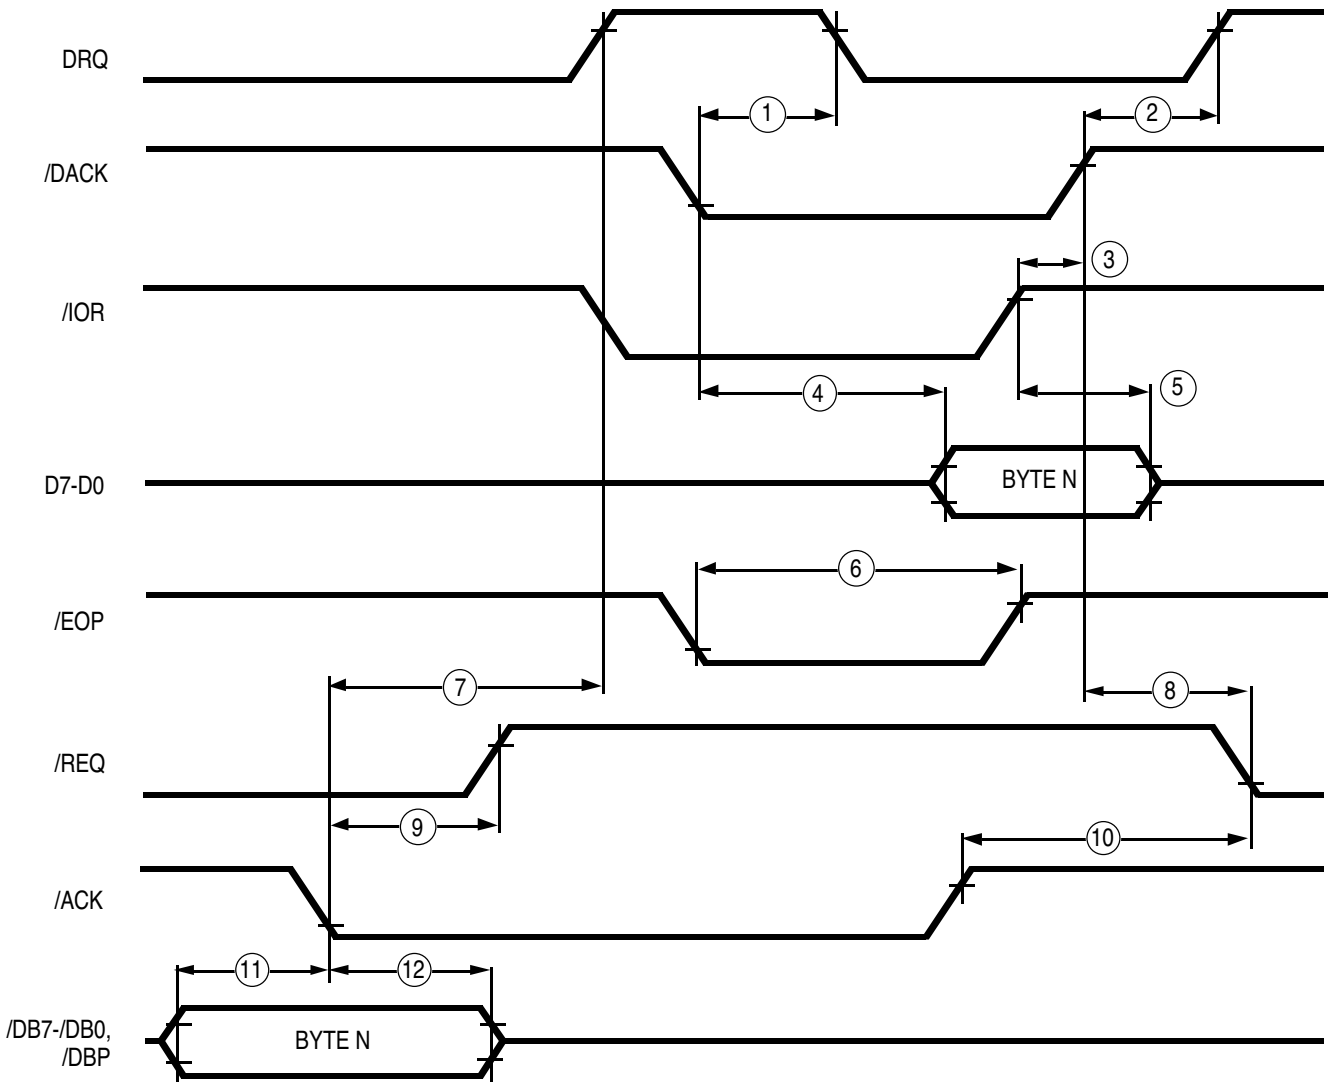 DRQ
1
2
/DACK
3
/IOR
4
5
D7-D0
BYTE N
6
/EOP
7
8
/REQ
9
10
/ACK
11
12
/DB7-/DB0,
/DBP
BYTE N